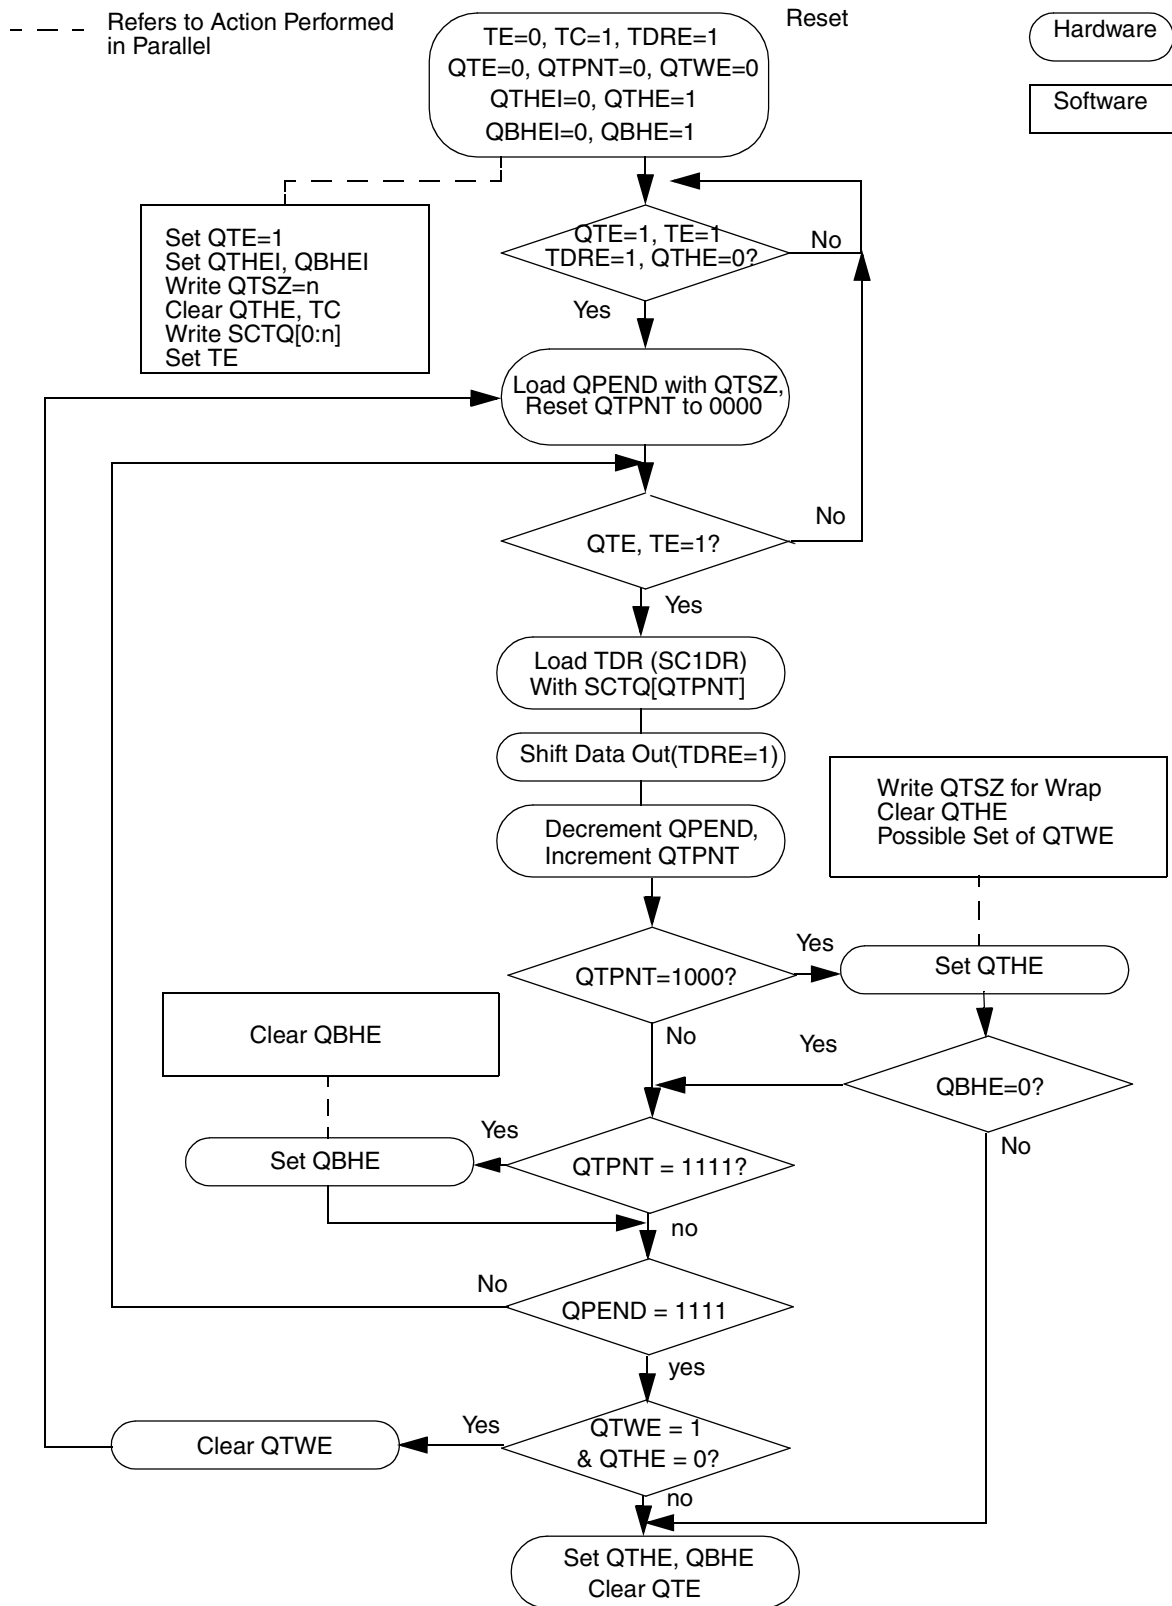 Refers to Action Performed
in Parallel
Reset
Hardware
Software
TE=0, TC=1, TDRE=1
QTE=0, QTPNT=0, QTWE=0
QTHEI=0, QTHE=1
QBHEI=0, QBHE=1
Set QTE=1
Set QTHEI, QBHEI
Write QTSZ=n
Clear QTHE, TC
Write SCTQ[0:n]
Set TE
QTE=1, TE=1
TDRE=1, QTHE=0?
No
Yes
Load QPEND with QTSZ,
Reset QTPNT to 0000
QTE, TE=1?
No
Yes
Load TDR (SC1DR)
With SCTQ[QTPNT]
Shift Data Out(TDRE=1)
Decrement QPEND,
Increment QTPNT
Write QTSZ for Wrap
Clear QTHE
Possible Set of QTWE
QTPNT=1000?
Yes
Set QTHE
No
Clear QBHE
Yes
QBHE=0?
No
Yes
Set QBHE
QTPNT = 1111?
no
No
QPEND = 1111
yes
Clear QTWE
Yes
QTWE = 1
& QTHE = 0?
no
Set QTHE, QBHE
Clear QTE